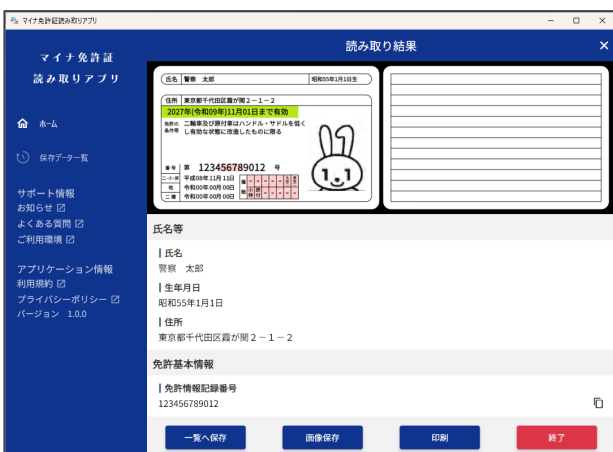 マイナ免許証読み取りアプリ
マイナ免許証
読み取りアプリ
ホーム
保存データ一覧
サポート情報
お知らせ
よくある質問
ご利用環境
アプリケーション情報
利用規約
プライバシーポリシー
バージョン 1.0.0
読み取り結果
氏名 警察 太郎 昭和55年1月1日生
住所 東京都千代田区霞が関2-1-2
2027年(令和09年)11月01日まで有効
免許の条件等
二輪車及び原付車はハンドル・サドルを低く
し有効な状態に改造したものに限る
番号 第 123456789012 号
二・小・原 平成08年11月11日
他 令和00年00月00日
二種 令和00年00月00日
氏名等
氏名
警察 太郎
生年月日
昭和55年1月1日
住所
東京都千代田区霞が関2-1-2
免許基本情報
免許情報記録番号
123456789012
一覧へ保存
画像保存
印刷
終了